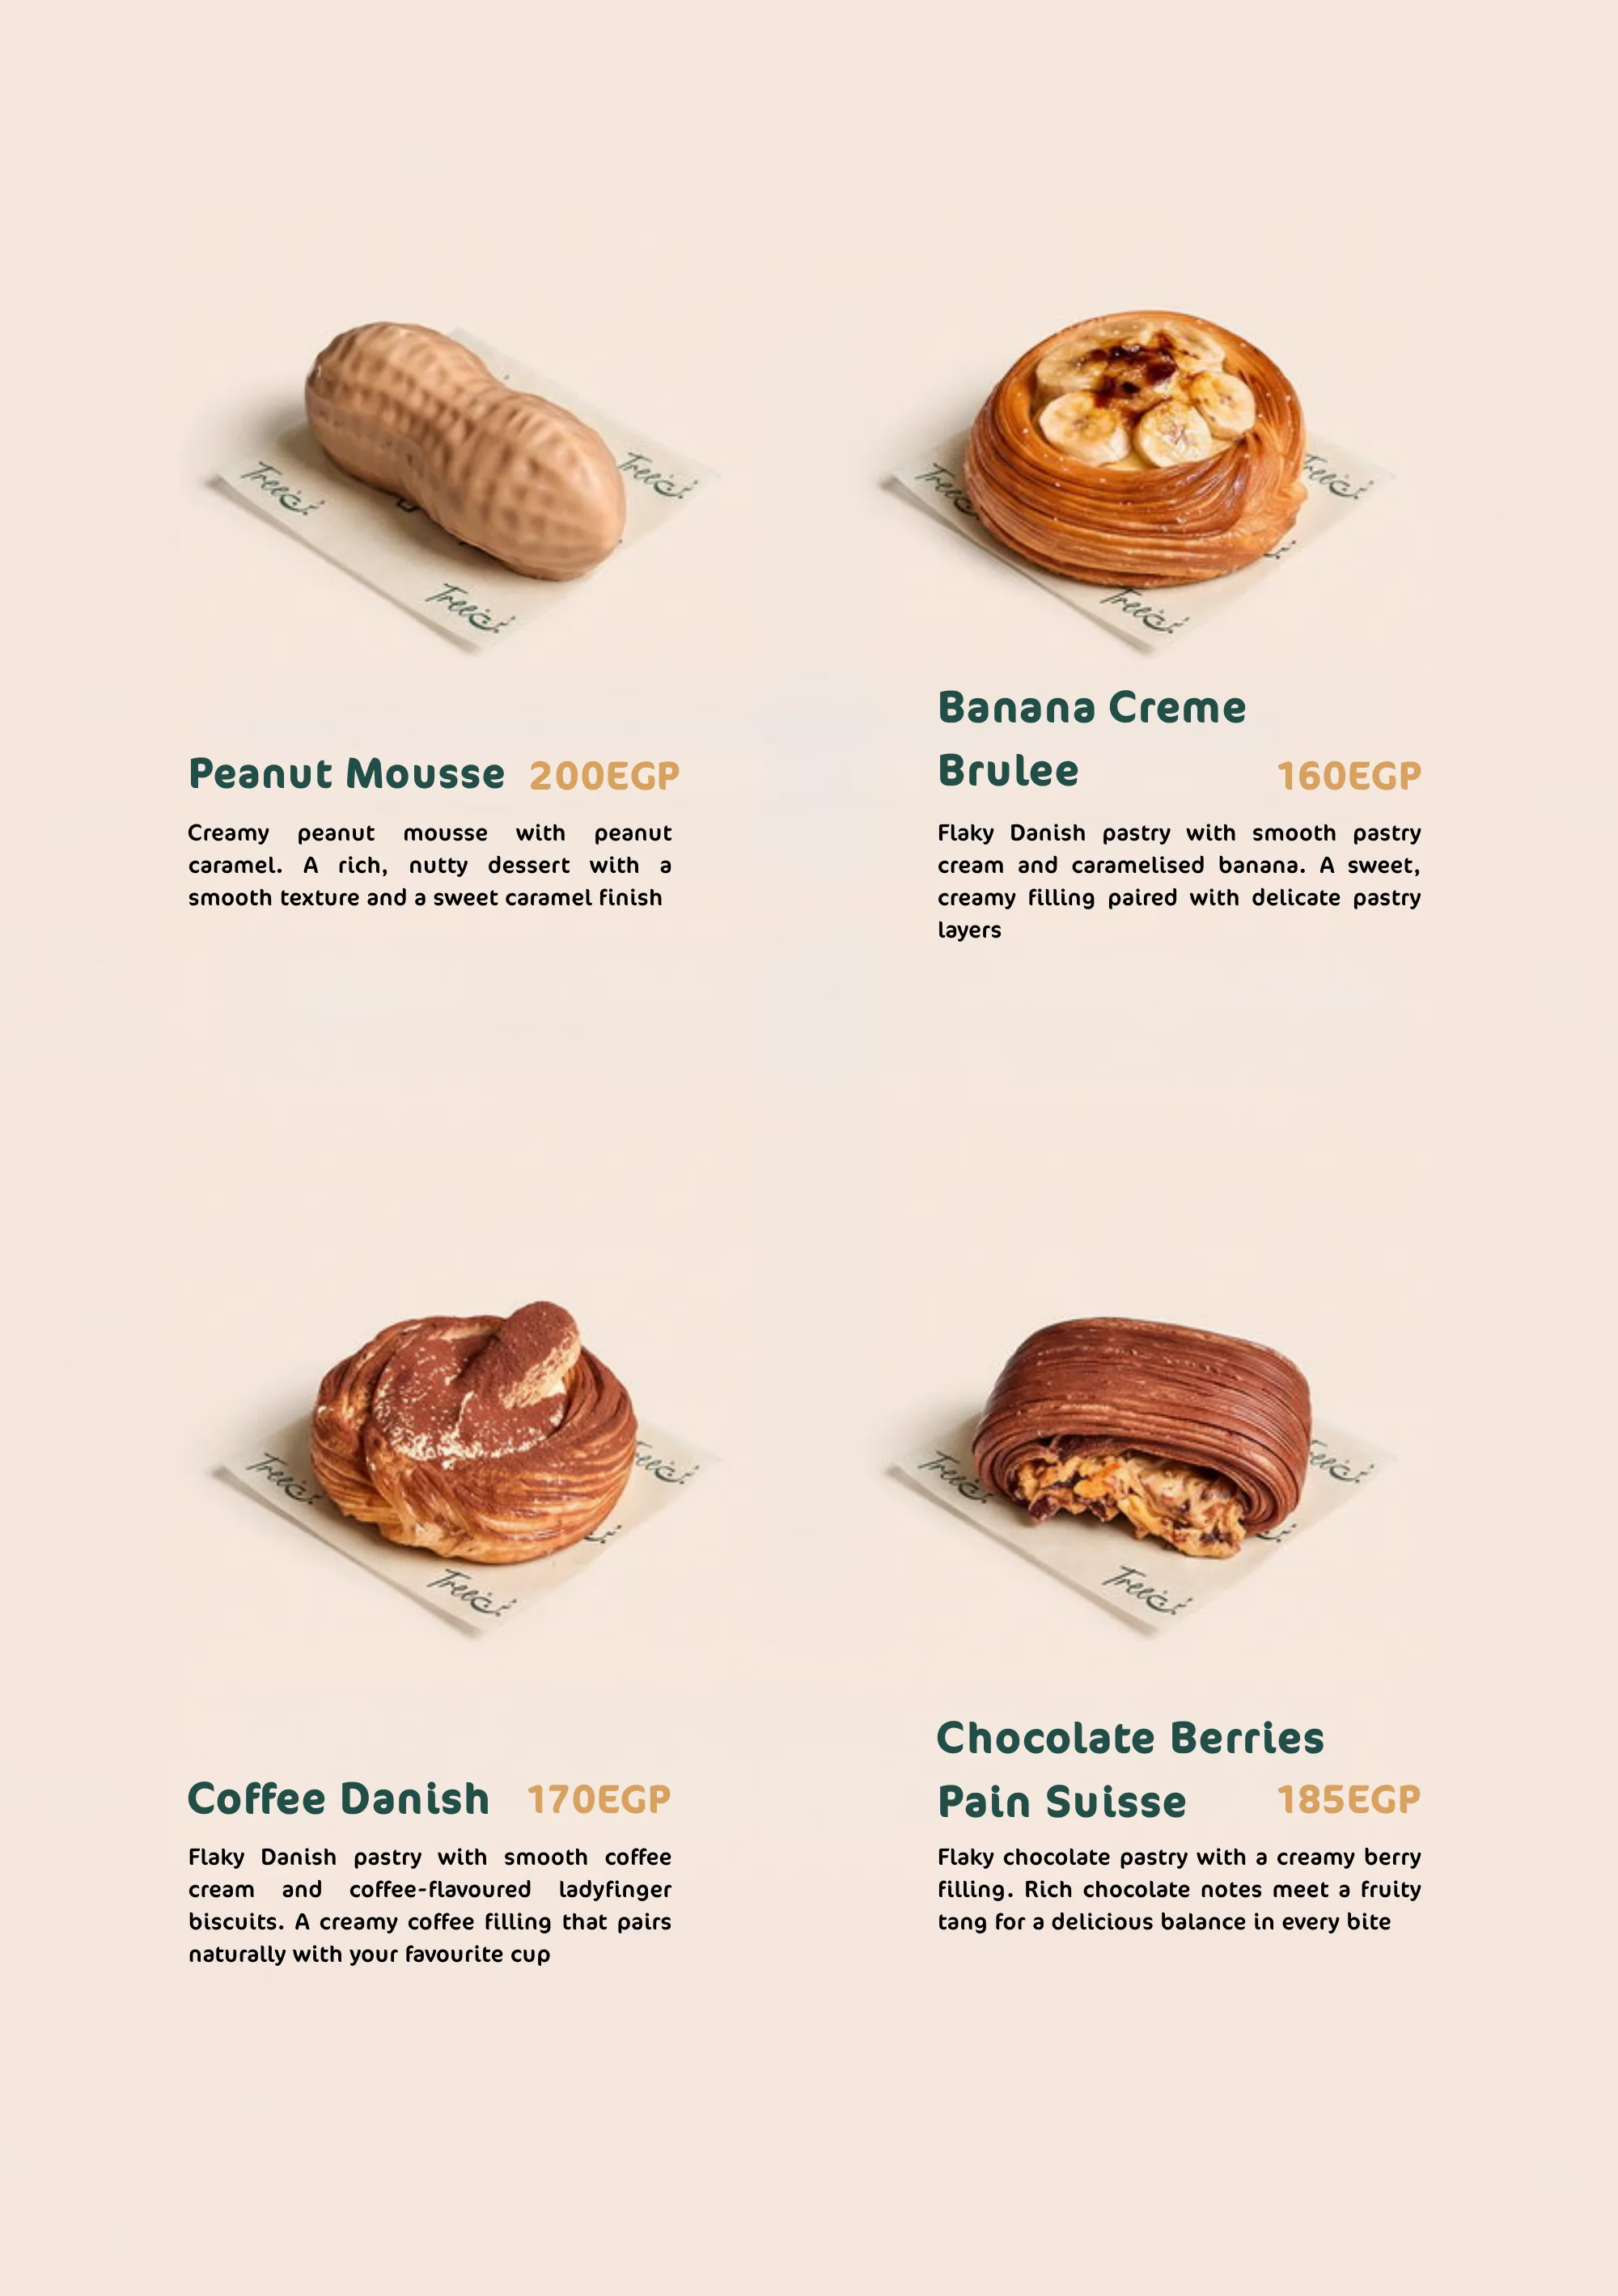 Peanut Mousse 200EGP
Creamy peanut mousse with peanut
caramel. A rich, nutty dessert with a
smooth texture and a sweet caramel finish
Banana Creme
Brulee 160EGP
Flaky Danish pastry with smooth pastry
cream and caramelised banana. A sweet,
creamy filling paired with delicate pastry
layers
Coffee Danish 170EGP
Flaky Danish pastry with smooth coffee
cream and coffee-flavoured ladyfinger
biscuits. A creamy coffee filling that pairs
naturally with your favourite cup
Chocolate Berries
Pain Suisse 185EGP
Flaky chocolate pastry with a creamy berry
filling. Rich chocolate notes meet a fruity
tang for a delicious balance in every bite